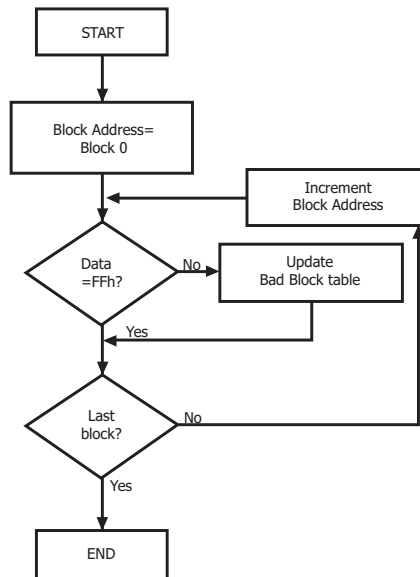 START
Block Address=
Block 0
Increment
Block Address
Data
=FFh?
No
Update
Bad Block table
Yes
Last
block?
No
Yes
END